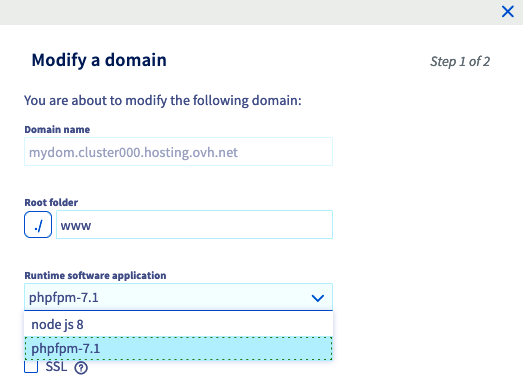 Modify a domain
Step 1 of 2
You are about to modify the following domain:
Domain name
mydom.cluster000.hosting.ovh.net
Root folder
./ www
Runtime software application
phpfpm-7.1
node js 8
phpfpm-7.1
SSL ?